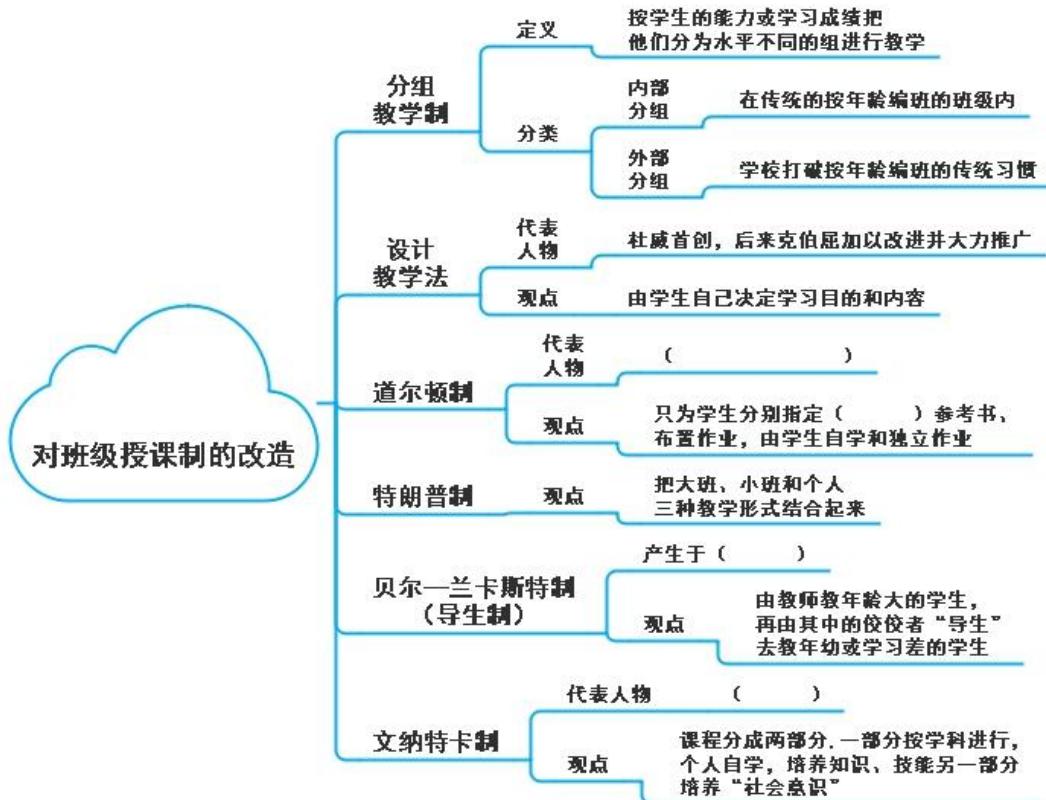 对班级授课制的改造
分组
教学制
定义
按学生的能力或学习成绩把
他们分为水平不同的组进行教学
分类
内部
分组
在传统的按年龄编班的班级内
外部
分组
学校打破按年龄编班的传统习惯
设计
教学法
代表
人物
杜威首创，后来克伯屈加以改进并大力推广
观点
由学生自己决定学习目的和内容
道尔顿制
代表
人物
（ ）
观点
只为学生分别指定（ ）参考书、
布置作业，由学生自学和独立作业
特朗普制
观点
把大班、小班和个人
三种教学形式结合起来
贝尔—兰卡斯特制
（导生制）
产生于（ ）
观点
由教师教年龄大的学生，
再由其中的佼佼者“导生”
去教年幼或学习差的学生
文纳特卡制
代表人物 （ ）
观点
课程分成两部分.一部分按学科进行，
个人自学，培养知识、技能另一部分
培养“社会意识”